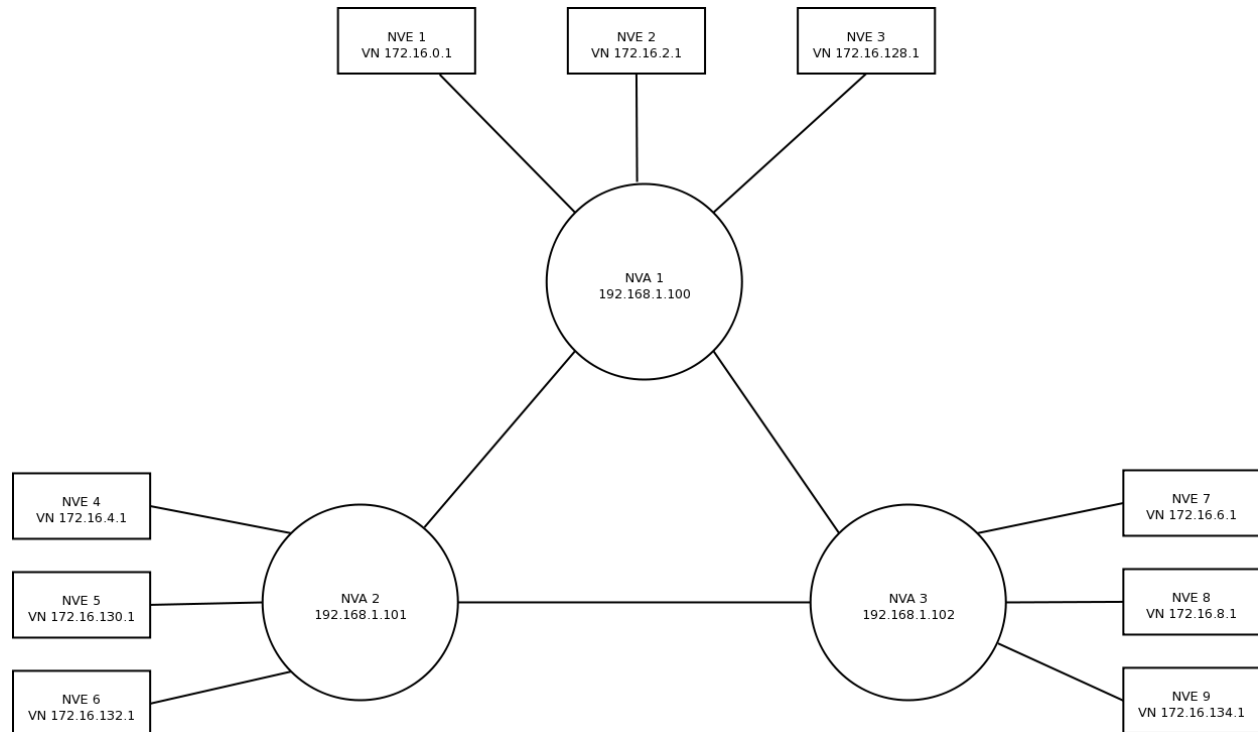 NVE 1
VN 172.16.0.1
NVE 2
VN 172.16.2.1
NVE 3
VN 172.16.128.1
NVA 1
192.168.1.100
NVE 4
VN 172.16.4.1
NVE 5
VN 172.16.130.1
NVE 6
VN 172.16.132.1
NVA 2
192.168.1.101
NVA 3
192.168.1.102
NVE 7
VN 172.16.6.1
NVE 8
VN 172.16.8.1
NVE 9
VN 172.16.134.1